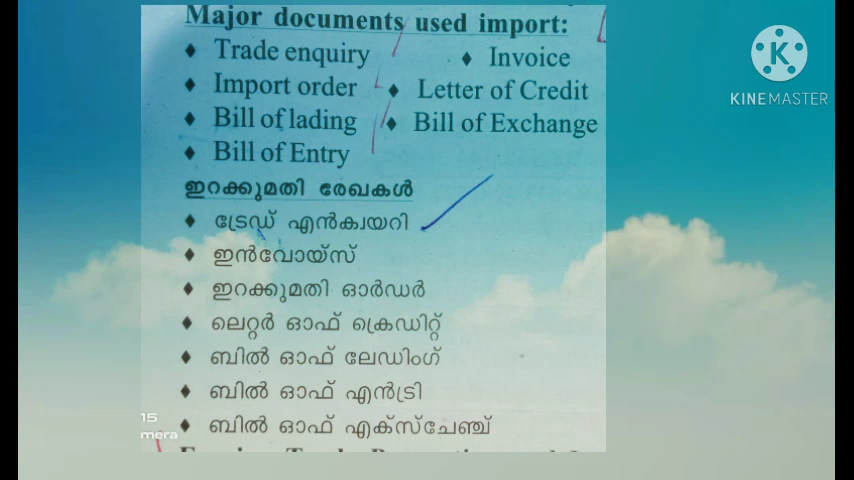 Major documents used import:
♦ Trade enquiry ♦ Invoice
♦ Import order ♦ Letter of Credit
♦ Bill of lading ♦ Bill of Exchange
♦ Bill of Entry
ഇറക്കുമതി രേഖകൾ
♦ ട്രേഡ് എൻക്വയറി
♦ ഇൻവോയ്സ്
♦ ഇറക്കുമതി ഓർഡർ
♦ ലെറ്റർ ഓഫ് ക്രെഡിറ്റ്
♦ ബിൽ ഓഫ് ലേഡിംഗ്
♦ ബിൽ ഓഫ് എൻട്രി
♦ ബിൽ ഓഫ് എക്സ്ചേഞ്ച്
15
mera
K
KINEMASTER